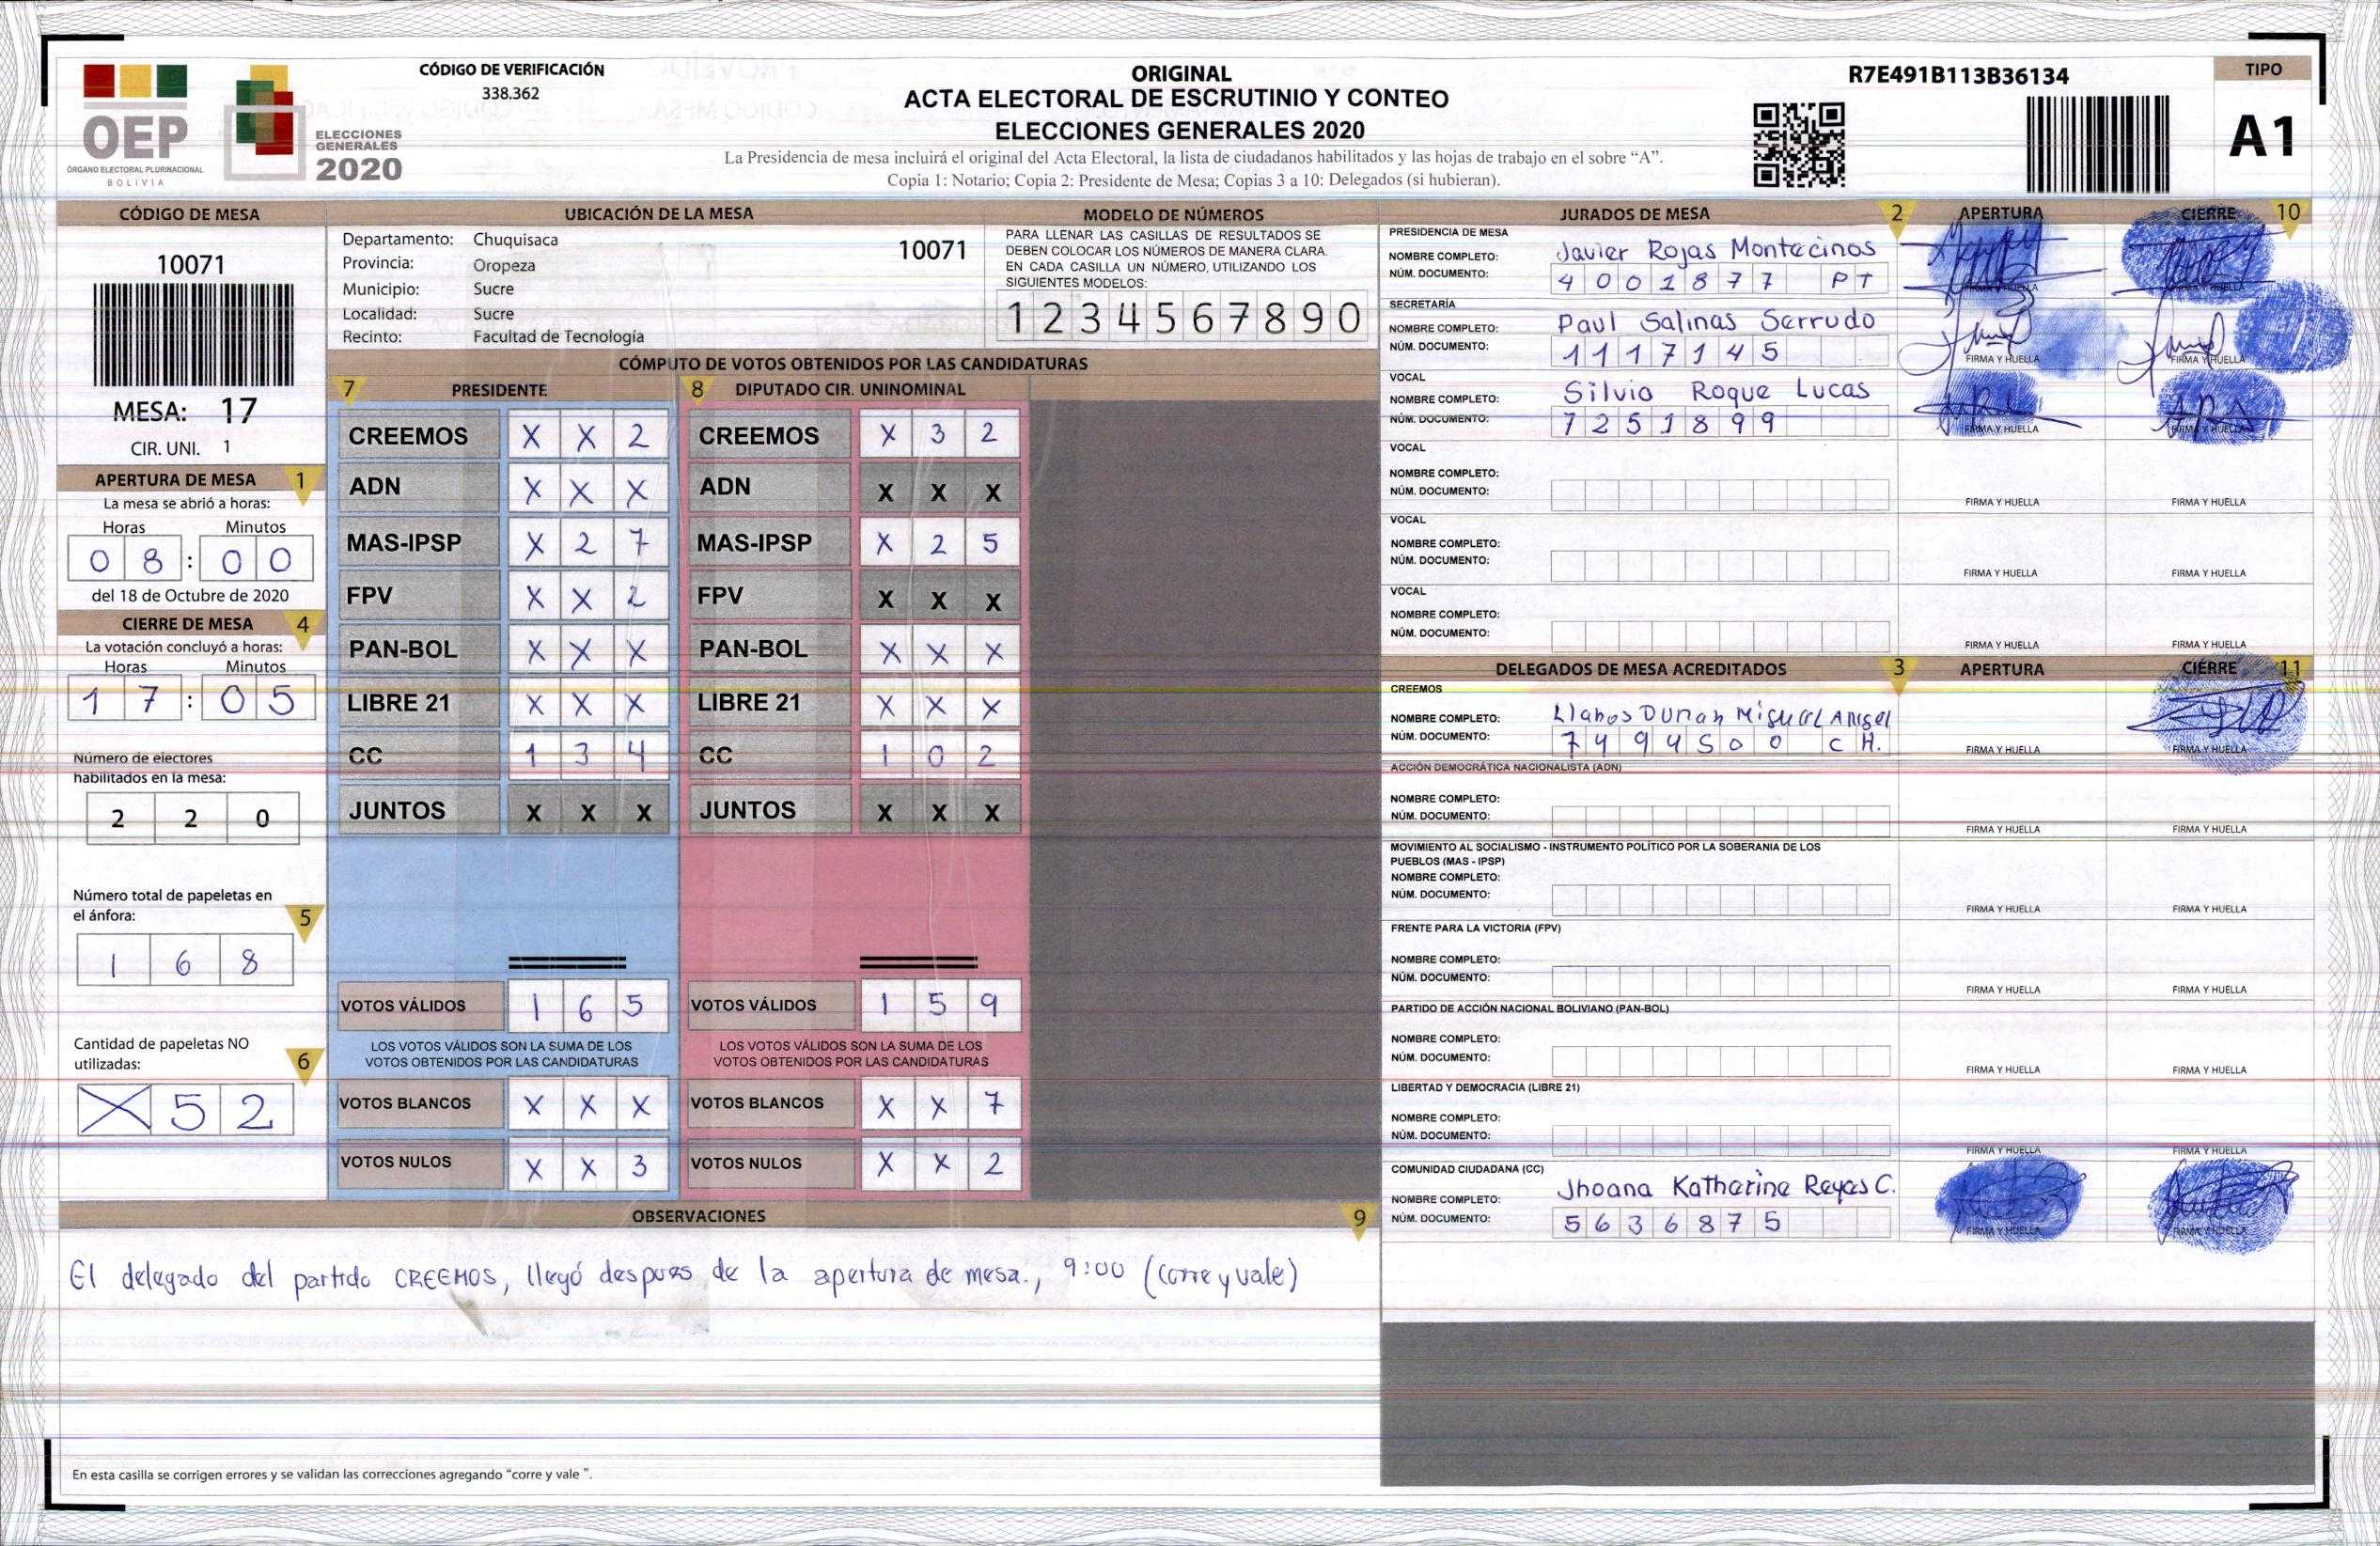 OEP
ÓRGANO ELECTORAL PLURINACIONAL
BOLIVIA
ELECCIONES
GENERALES
2020
CÓDIGO DE VERIFICACIÓN
338.362
ORIGINAL
ACTA ELECTORAL DE ESCRUTINIO Y CONTEO
ELECCIONES GENERALES 2020
La Presidencia de mesa incluirá el original del Acta Electoral, la lista de ciudadanos habilitados y las hojas de trabajo en el sobre “A”.
Copia 1: Notario; Copia 2: Presidente de Mesa; Copias 3 a 10: Delegados (si hubieran).
R7E491B113B36134
TIPO
A1
CÓDIGO DE MESA
10071
MESA: 17
CIR. UNI. 1
APERTURA DE MESA 1
La mesa se abrió a horas:
Horas Minutos
0 8 : 0 0
del 18 de Octubre de 2020
CIERRE DE MESA 4
La votación concluyó a horas:
Horas Minutos
1 7 : 0 5
Número de electores
habilitados en la mesa:
2 2 0
Número total de papeletas en
el ánfora: 5
1 6 8
Cantidad de papeletas NO
utilizadas: 6
X 5 2
UBICACIÓN DE LA MESA
Departamento: Chuquisaca 10071
Provincia: Oropeza
Municipio: Sucre
Localidad: Sucre
Recinto: Facultad de Tecnología
MODELO DE NÚMEROS
PARA LLENAR LAS CASILLAS DE RESULTADOS SE
DEBEN COLOCAR LOS NÚMEROS DE MANERA CLARA.
EN CADA CASILLA UN NÚMERO, UTILIZANDO LOS
SIGUIENTES MODELOS:
1 2 3 4 5 6 7 8 9 0
CÓMPUTO DE VOTOS OBTENIDOS POR LAS CANDIDATURAS
7 PRESIDENTE 8 DIPUTADO CIR. UNINOMINAL
CREEMOS X X 2 CREEMOS X 3 2
ADN X X X ADN X X X
MAS-IPSP X 2 7 MAS-IPSP X 2 5
FPV X X 2 FPV X X X
PAN-BOL X X X PAN-BOL X X X
LIBRE 21 X X X LIBRE 21 X X X
CC 1 3 4 CC 1 0 2
JUNTOS X X X JUNTOS X X X
VOTOS VÁLIDOS 1 6 5 VOTOS VÁLIDOS 1 5 9
LOS VOTOS VÁLIDOS SON LA SUMA DE LOS LOS VOTOS VÁLIDOS SON LA SUMA DE LOS
VOTOS OBTENIDOS POR LAS CANDIDATURAS VOTOS OBTENIDOS POR LAS CANDIDATURAS
VOTOS BLANCOS X X X VOTOS BLANCOS X X 7
VOTOS NULOS X X 3 VOTOS NULOS X X 2
OBSERVACIONES 9
El delegado del partido CREEMOS, llegó despues de la apertura de mesa., 9:00 (corre y vale)
En esta casilla se corrigen errores y se validan las correcciones agregando “corre y vale ”.
JURADOS DE MESA 2 APERTURA CIERRE 10
PRESIDENCIA DE MESA
NOMBRE COMPLETO: Javier Rojas Montecinos
NÚM. DOCUMENTO: 4 0 0 1 8 7 7 P T
FIRMA Y HUELLA FIRMA Y HUELLA
SECRETARÍA
NOMBRE COMPLETO: Paul Salinas Serrudo
NÚM. DOCUMENTO: 1 1 1 7 1 4 5
FIRMA Y HUELLA FIRMA Y HUELLA
VOCAL
NOMBRE COMPLETO: Silvia Roque Lucas
NÚM. DOCUMENTO: 7 2 5 1 8 9 9
FIRMA Y HUELLA FIRMA Y HUELLA
VOCAL
NOMBRE COMPLETO:
NÚM. DOCUMENTO:
FIRMA Y HUELLA FIRMA Y HUELLA
VOCAL
NOMBRE COMPLETO:
NÚM. DOCUMENTO:
FIRMA Y HUELLA FIRMA Y HUELLA
VOCAL
NOMBRE COMPLETO:
NÚM. DOCUMENTO:
FIRMA Y HUELLA FIRMA Y HUELLA
DELEGADOS DE MESA ACREDITADOS 3 APERTURA CIERRE 11
CREEMOS
NOMBRE COMPLETO: Llanos Duran Miguel Angel
NÚM. DOCUMENTO: 7 4 9 4 5 0 0 C H.
FIRMA Y HUELLA FIRMA Y HUELLA
ACCIÓN DEMOCRÁTICA NACIONALISTA (ADN)
NOMBRE COMPLETO:
NÚM. DOCUMENTO:
FIRMA Y HUELLA FIRMA Y HUELLA
MOVIMIENTO AL SOCIALISMO - INSTRUMENTO POLÍTICO POR LA SOBERANIA DE LOS
PUEBLOS (MAS - IPSP)
NOMBRE COMPLETO:
NÚM. DOCUMENTO:
FIRMA Y HUELLA FIRMA Y HUELLA
FRENTE PARA LA VICTORIA (FPV)
NOMBRE COMPLETO:
NÚM. DOCUMENTO:
FIRMA Y HUELLA FIRMA Y HUELLA
PARTIDO DE ACCIÓN NACIONAL BOLIVIANO (PAN-BOL)
NOMBRE COMPLETO:
NÚM. DOCUMENTO:
FIRMA Y HUELLA FIRMA Y HUELLA
LIBERTAD Y DEMOCRACIA (LIBRE 21)
NOMBRE COMPLETO:
NÚM. DOCUMENTO:
FIRMA Y HUELLA FIRMA Y HUELLA
COMUNIDAD CIUDADANA (CC)
NOMBRE COMPLETO: Jhoana Katherine Reyes C.
NÚM. DOCUMENTO: 5 6 3 6 8 7 5
FIRMA Y HUELLA FIRMA Y HUELLA